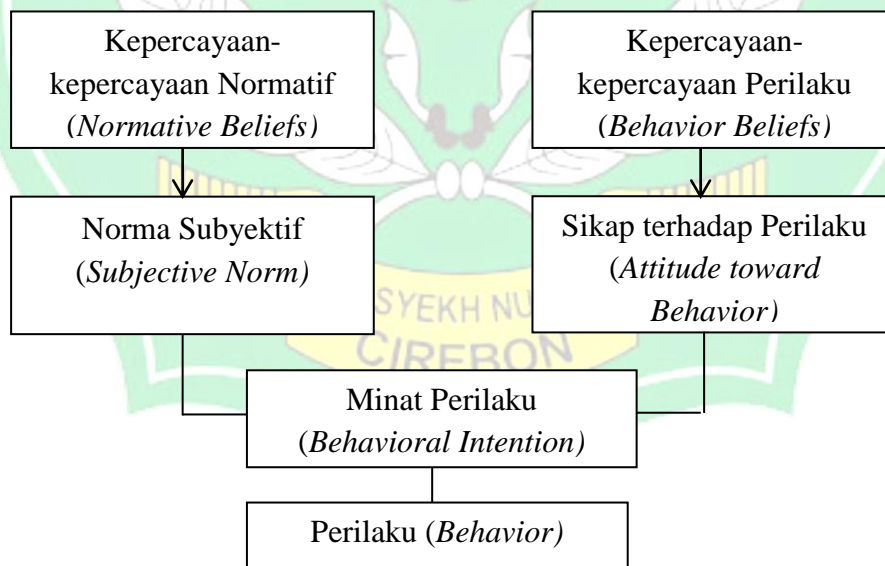 Kepercayaan-
kepercayaan Normatif
(Normative Beliefs)
Kepercayaan-
kepercayaan Perilaku
(Behavior Beliefs)
Norma Subyektif
(Subjective Norm)
Sikap terhadap Perilaku
(Attitude toward
Behavior)
SYEKH NU
CIREBON
Minat Perilaku
(Behavioral Intention)
Perilaku (Behavior)